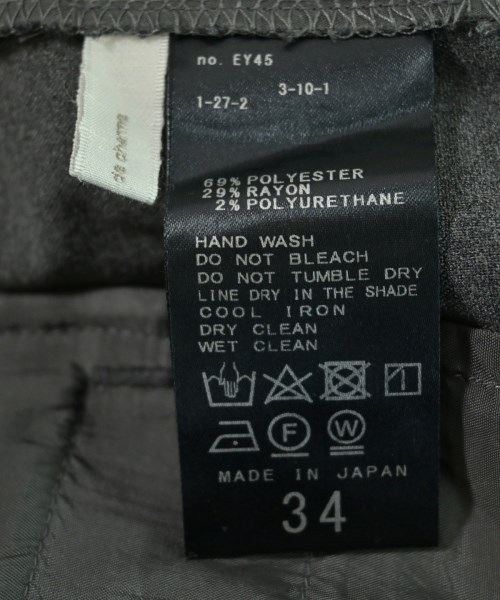 no. EY45
3-10-1
1-27-2
69% POLYESTER
29% RAYON
2% POLYURETHANE
HAND WASH
DO NOT BLEACH
DO NOT TUMBLE DRY
LINE DRY IN THE SHADE
COOL IRON
DRY CLEAN
WET CLEAN
F
W
MADE IN JAPAN
34